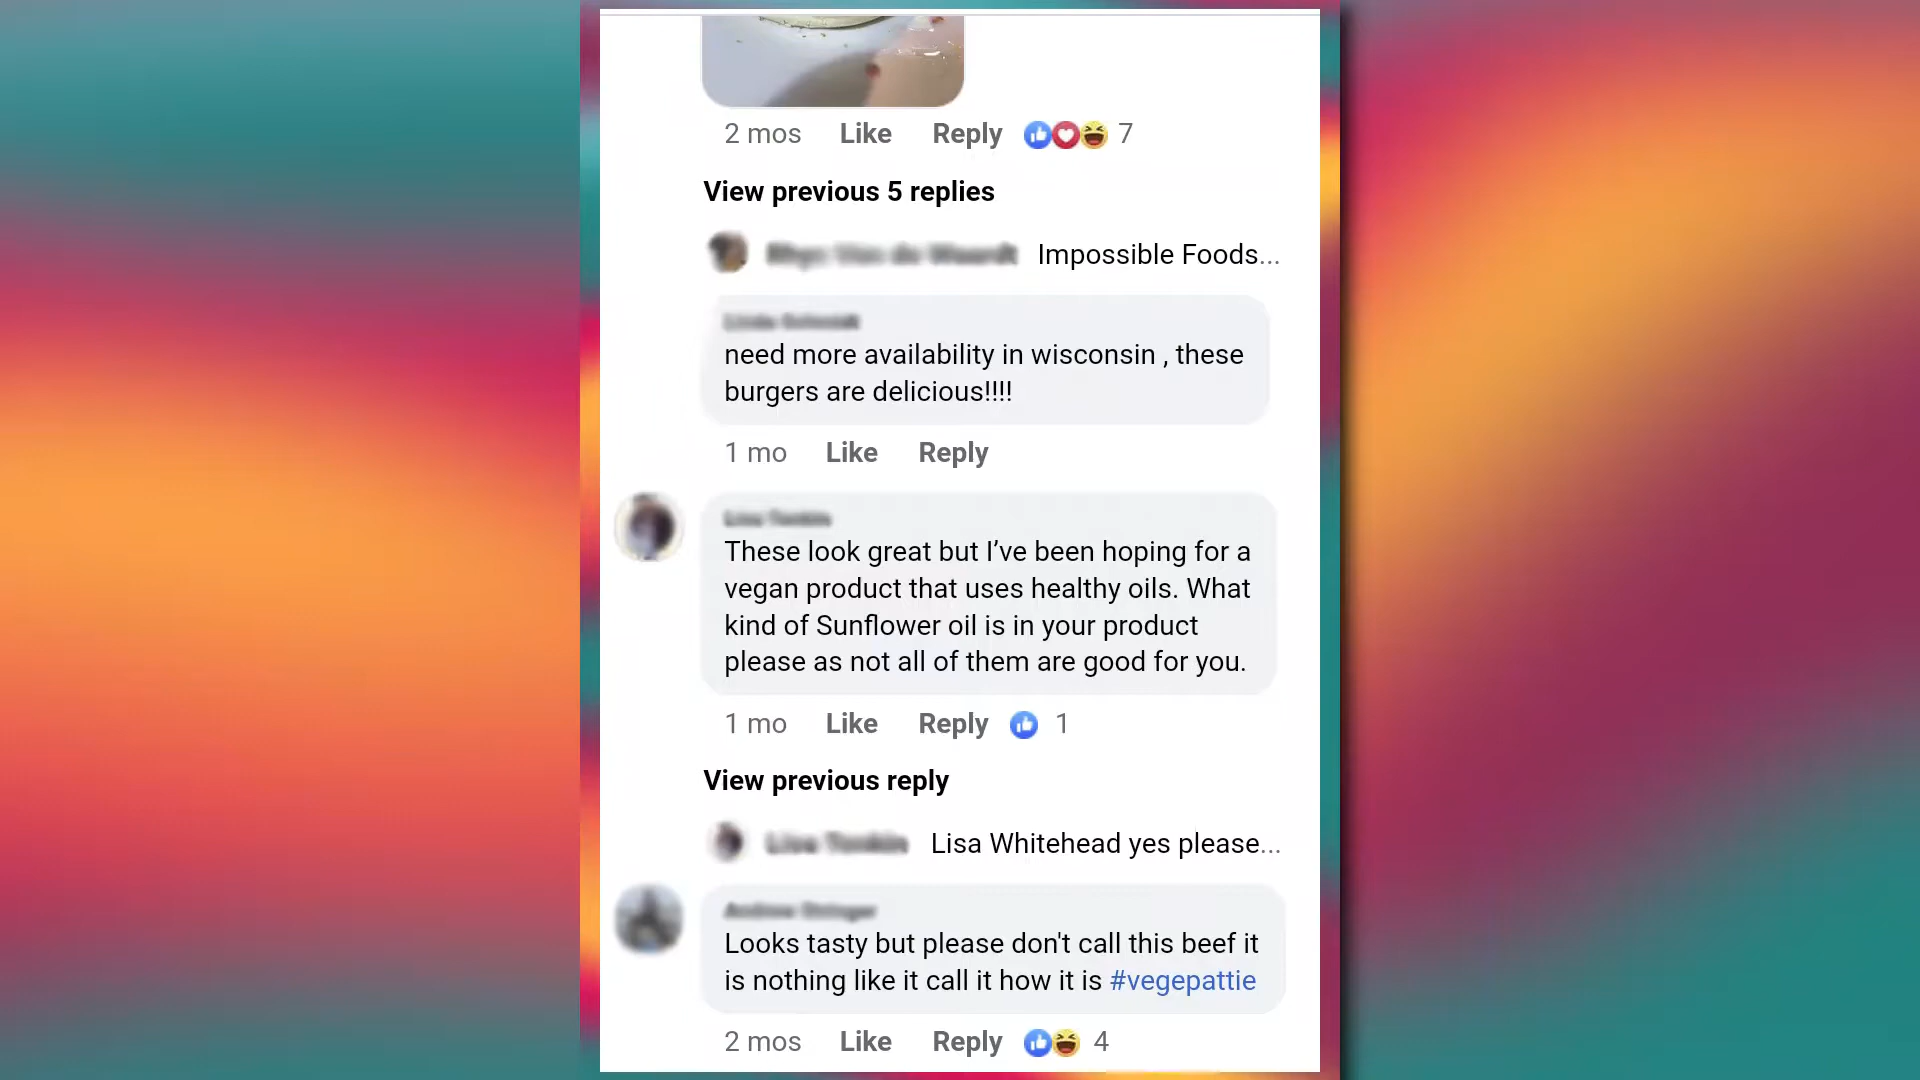 2 mos Like Reply 7
View previous 5 replies
Impossible Foods...
need more availability in wisconsin , these
burgers are delicious!!!!
1 mo Like Reply
These look great but I’ve been hoping for a
vegan product that uses healthy oils. What
kind of Sunflower oil is in your product
please as not all of them are good for you.
1 mo Like Reply 1
View previous reply
Lisa Whitehead yes please...
Looks tasty but please don't call this beef it
is nothing like it call it how it is #vegepattie
2 mos Like Reply 4